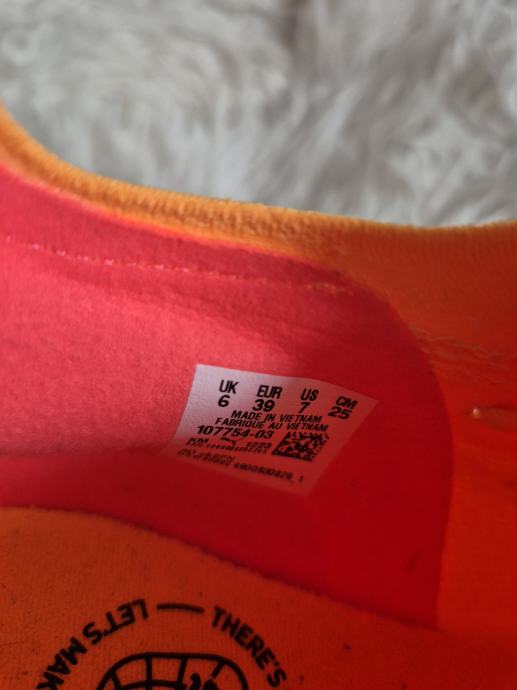 UK EUR US CM
6 39 7 25
MADE IN VIETNAM
FABRIQUE AU VIETNAM
107754-03
1223
LET'S MAK
THERE'S